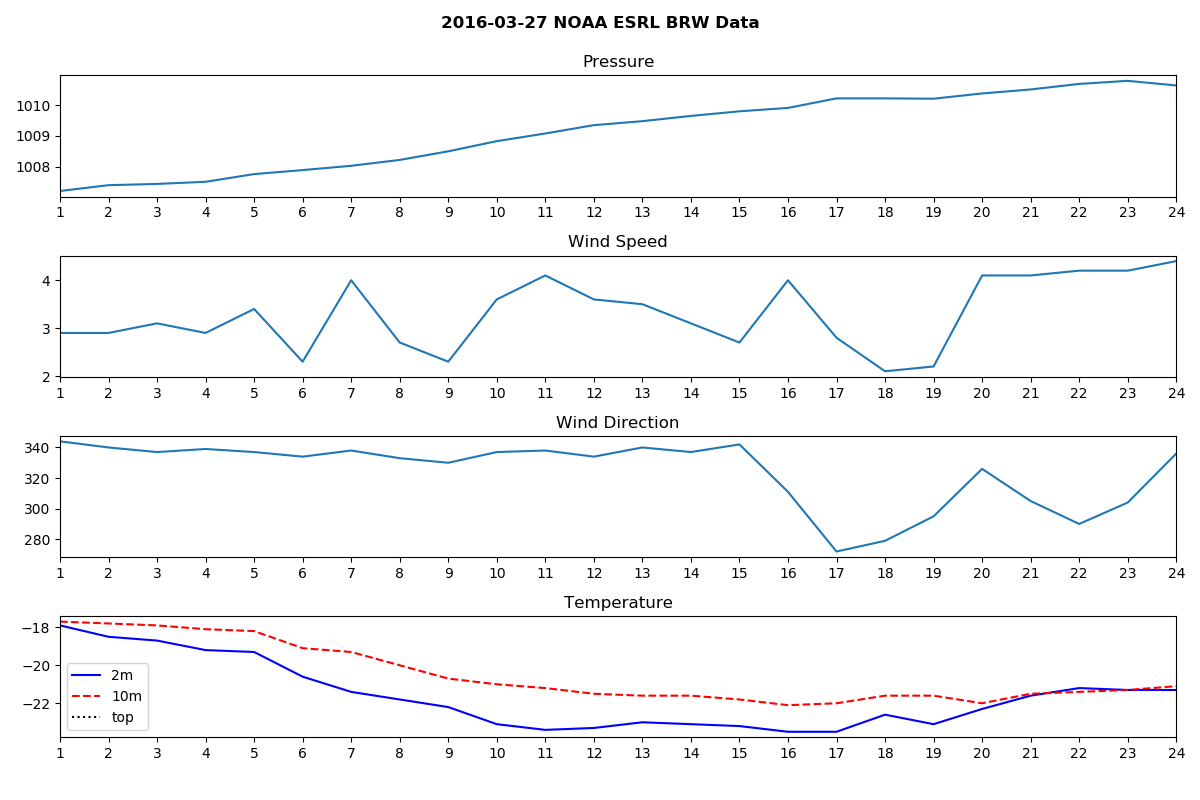 2016-03-27 NOAA ESRL BRW Data
Pressure
1010
1009
1008
1 2 3 4 5 6 7 8 9 10 11 12 13 14 15 16 17 18 19 20 21 22 23 24
Wind Speed
4
3
2
1 2 3 4 5 6 7 8 9 10 11 12 13 14 15 16 17 18 19 20 21 22 23 24
Wind Direction
340
320
300
280
1 2 3 4 5 6 7 8 9 10 11 12 13 14 15 16 17 18 19 20 21 22 23 24
Temperature
−18
−20
−22
2m
10m
top
1 2 3 4 5 6 7 8 9 10 11 12 13 14 15 16 17 18 19 20 21 22 23 24